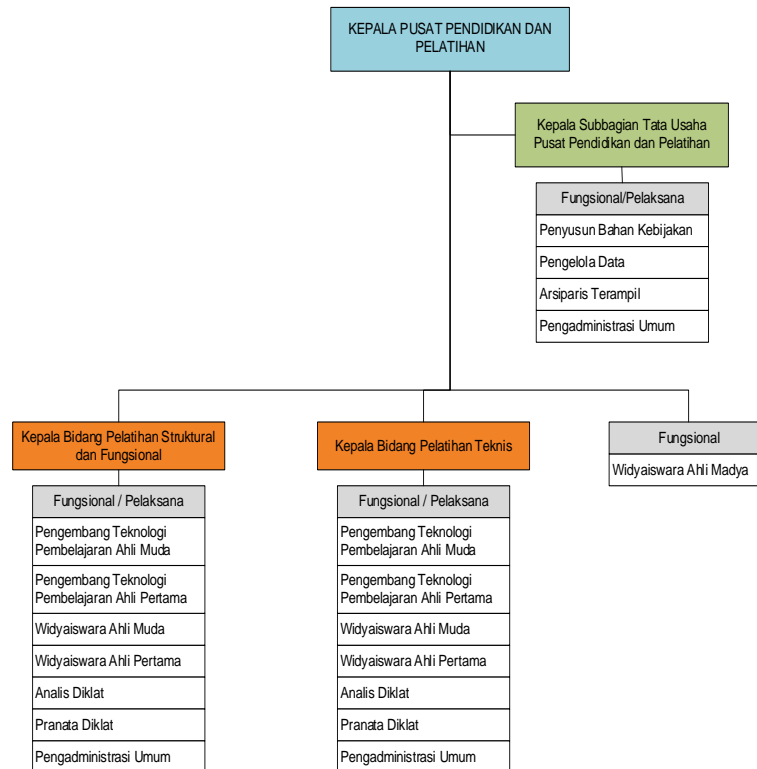 KEPALA PUSAT PENDIDIKAN DAN
PELATIHAN
Kepala Subbagian Tata Usaha
Pusat Pendidikan dan Pelatihan
Fungsional/Pelaksana
Penyusun Bahan Kebijakan
Pengelola Data
Arsiparis Terampil
Pengadministrasi Umum
Kepala Bidang Pelatihan Struktural
dan Fungsional
Fungsional / Pelaksana
Pengembang Teknologi
Pembelajaran Ahli Muda
Pengembang Teknologi
Pembelajaran Ahli Pertama
Widyaiswara Ahli Muda
Widyaiswara Ahli Pertama
Analis Diklat
Pranata Diklat
Pengadministrasi Umum
Kepala Bidang Pelatihan Teknis
Fungsional / Pelaksana
Pengembang Teknologi
Pembelajaran Ahli Muda
Pengembang Teknologi
Pembelajaran Ahli Pertama
Widyaiswara Ahli Muda
Widyaiswara Ahli Pertama
Analis Diklat
Pranata Diklat
Pengadministrasi Umum
Fungsional
Widyaiswara Ahli Madya